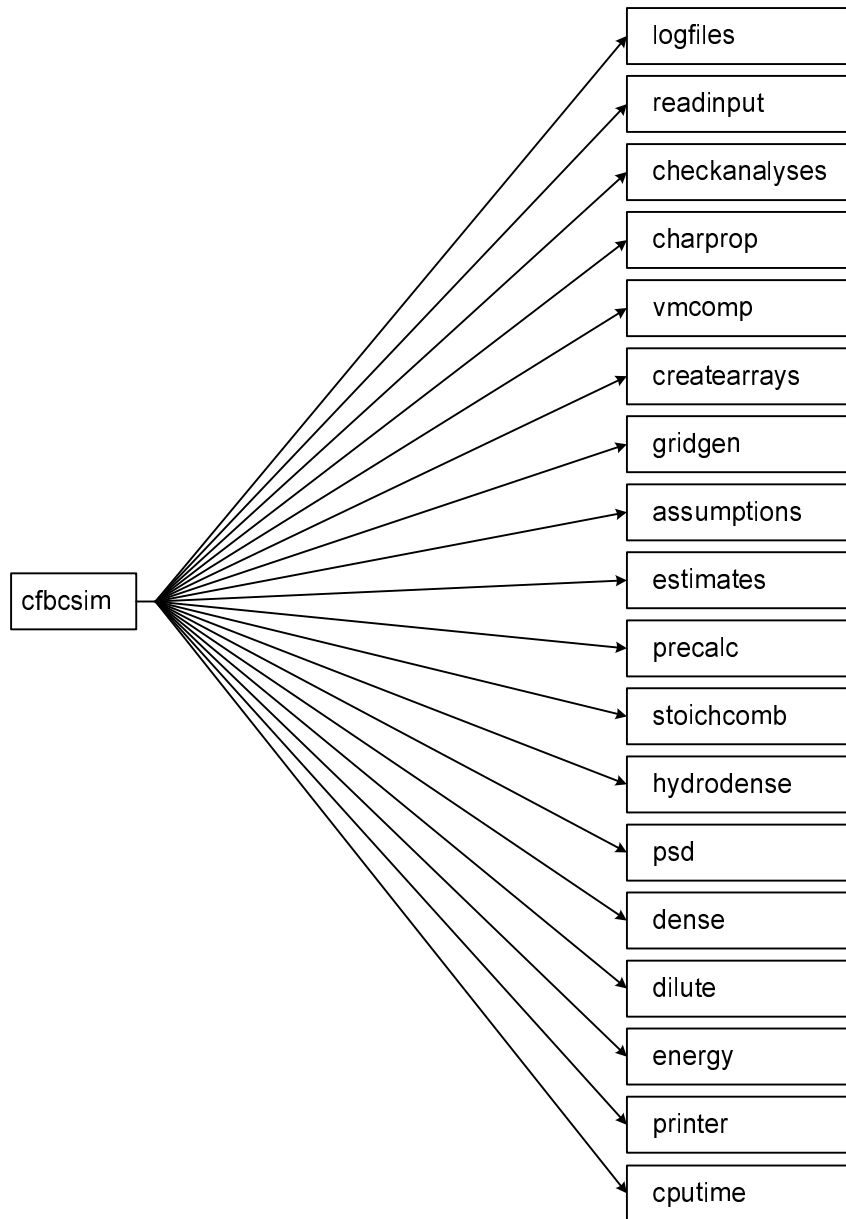 logfiles
readinput
checkanalyses
charprop
vmcomp
createarrays
gridgen
assumptions
estimates
cfbcsim
precalc
stoichcomb
hydrodense
psd
dense
dilute
energy
printer
cputime